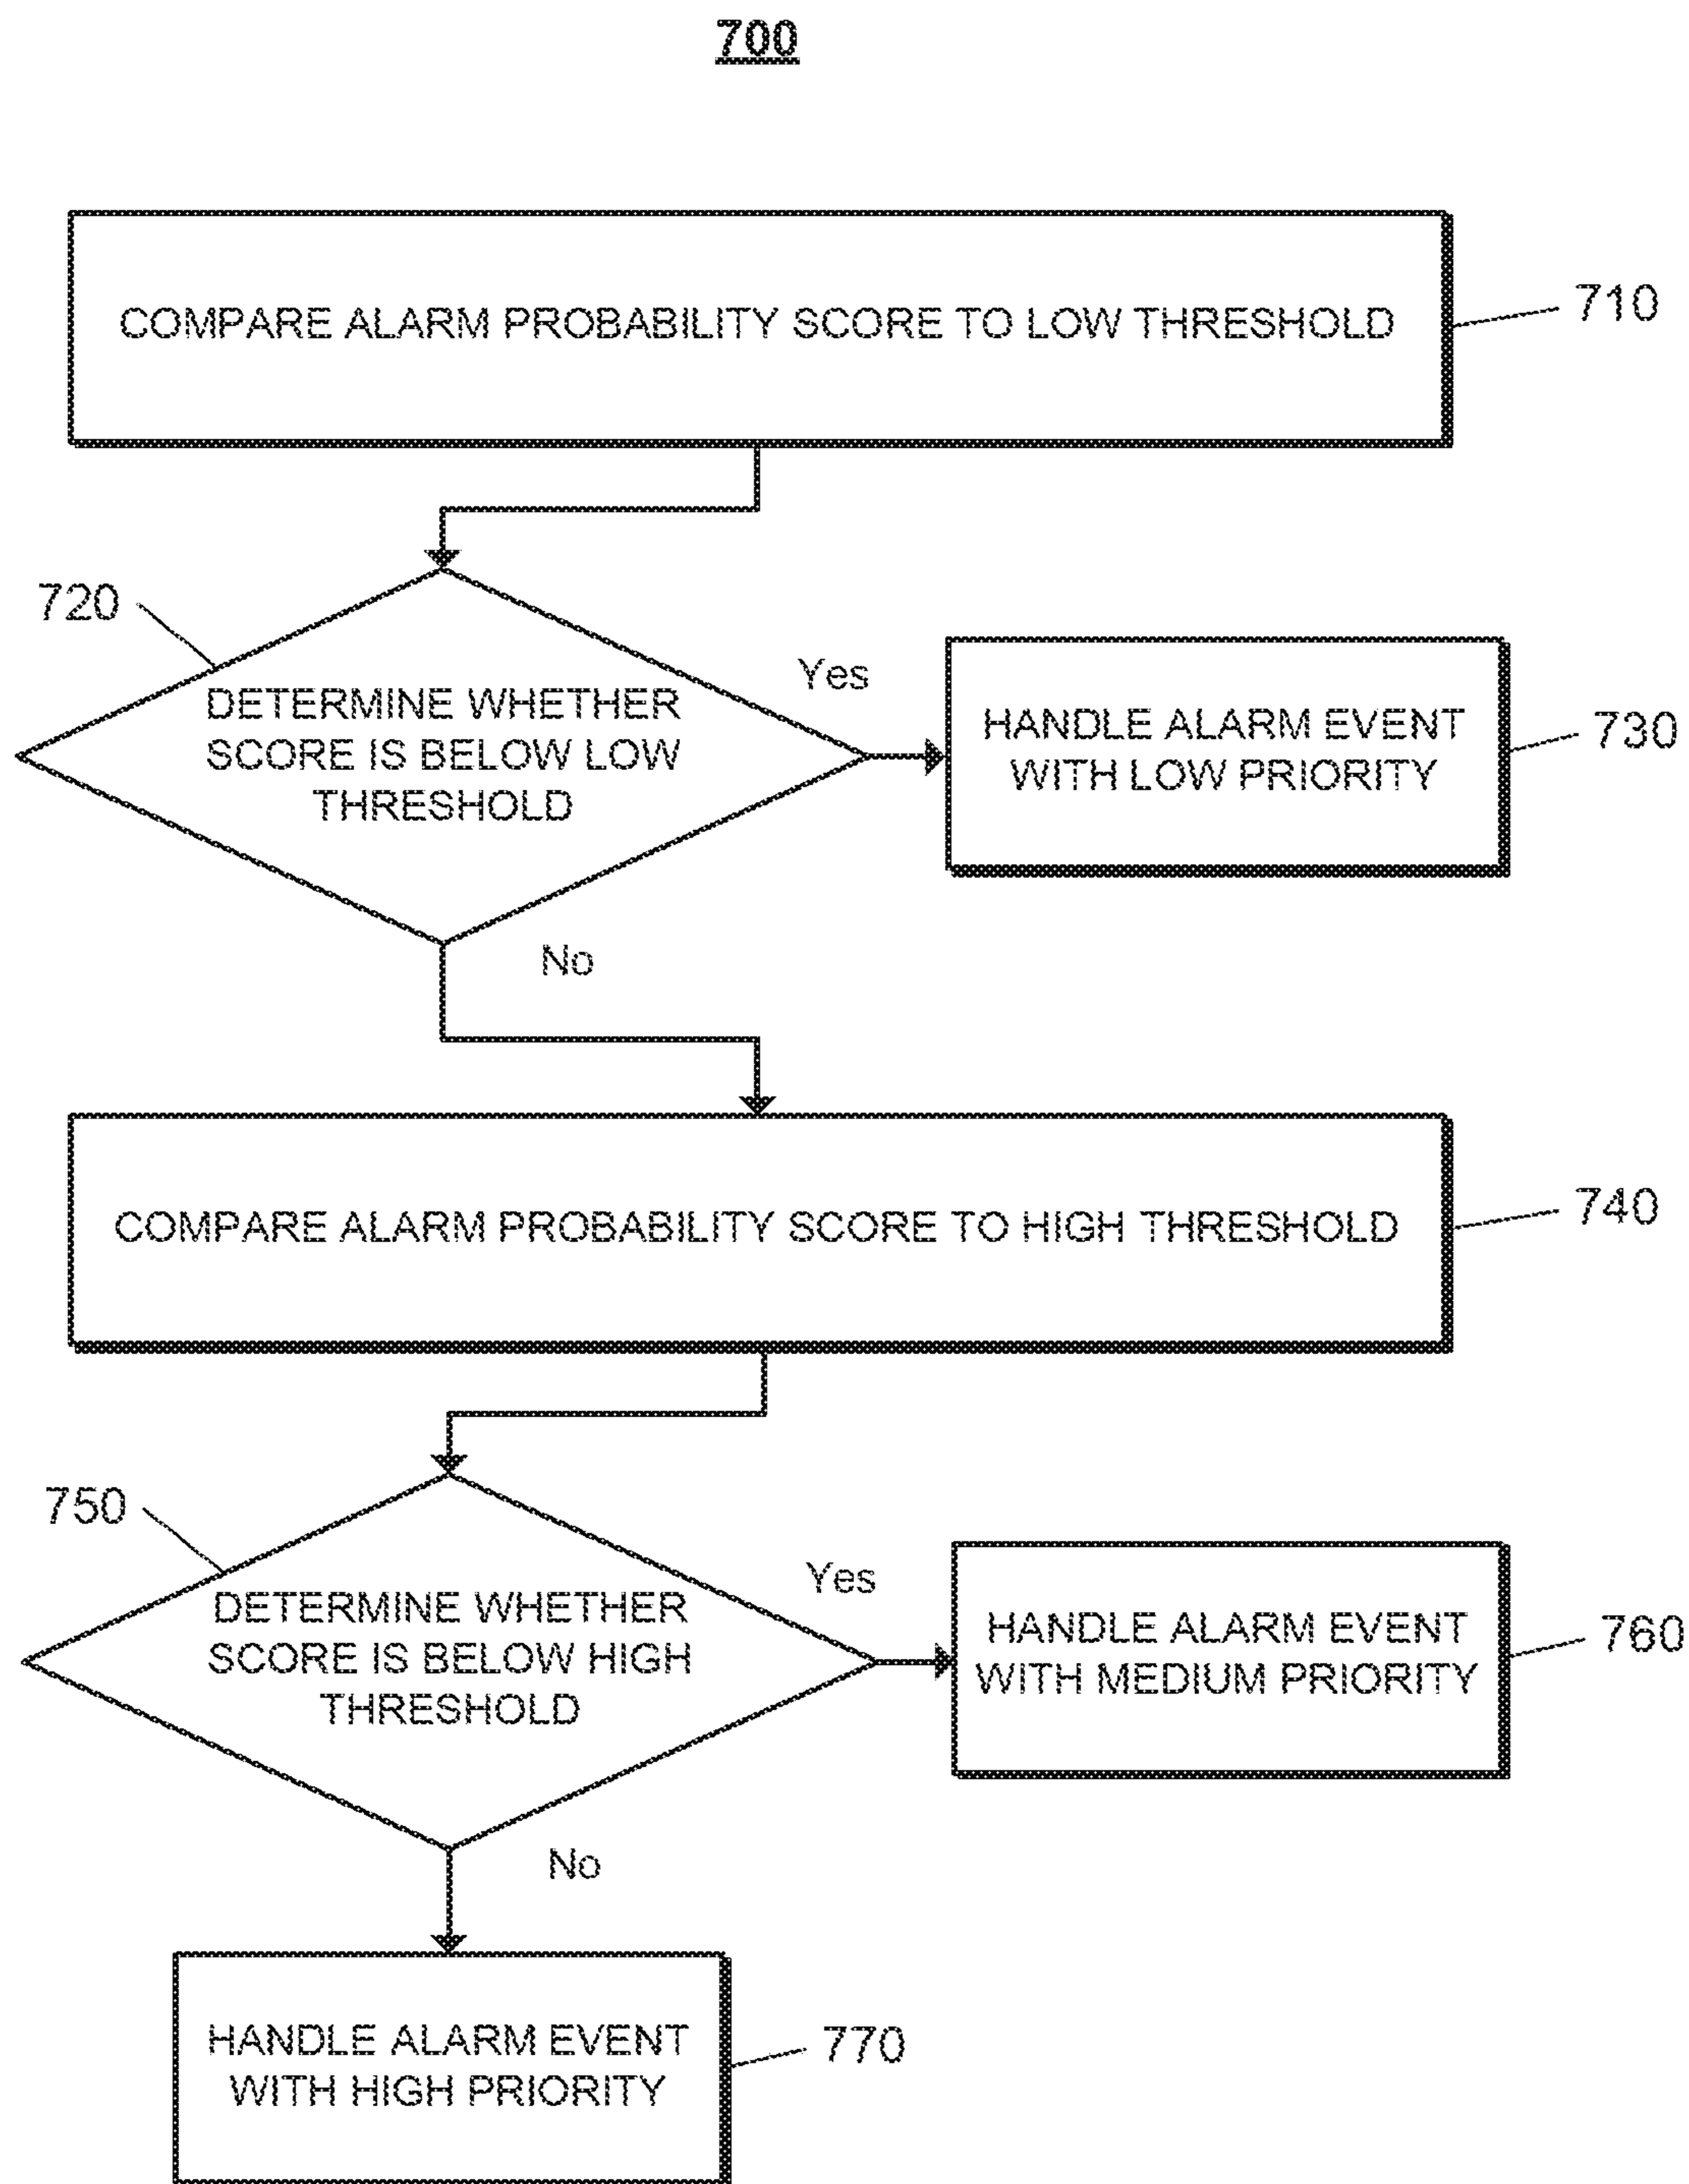 700
COMPARE ALARM PROBABILITY SCORE TO LOW THRESHOLD
710
720
DETERMINE WHETHER
SCORE IS BELOW LOW
THRESHOLD
Yes
HANDLE ALARM EVENT
WITH LOW PRIORITY
730
No
COMPARE ALARM PROBABILITY SCORE TO HIGH THRESHOLD
740
750
DETERMINE WHETHER
SCORE IS BELOW HIGH
THRESHOLD
Yes
HANDLE ALARM EVENT
WITH MEDIUM PRIORITY
760
No
HANDLE ALARM EVENT
WITH HIGH PRIORITY
770